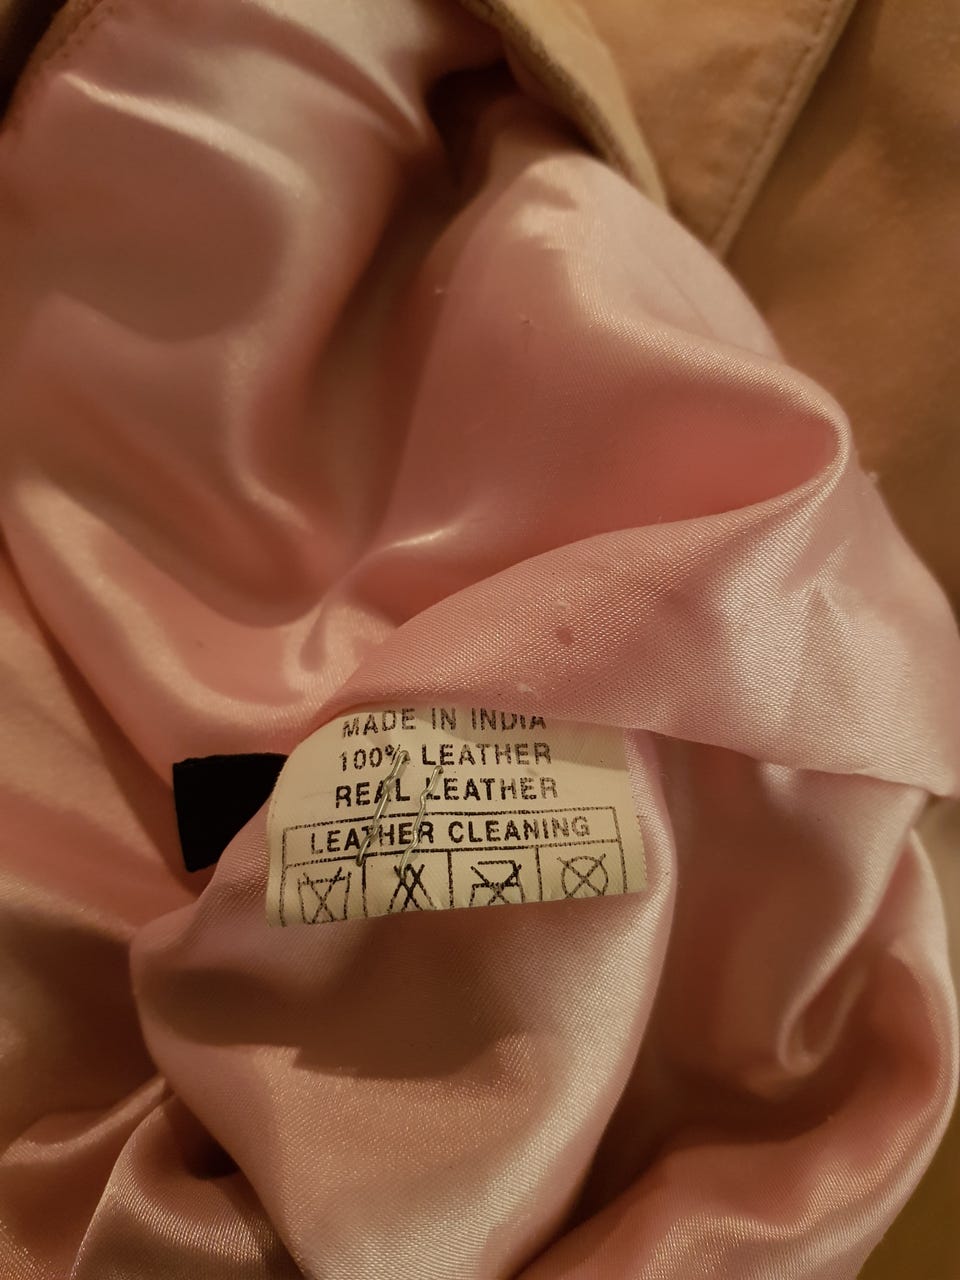 MADE IN INDIA
100% LEATHER
REAL LEATHER
LEATHER CLEANING